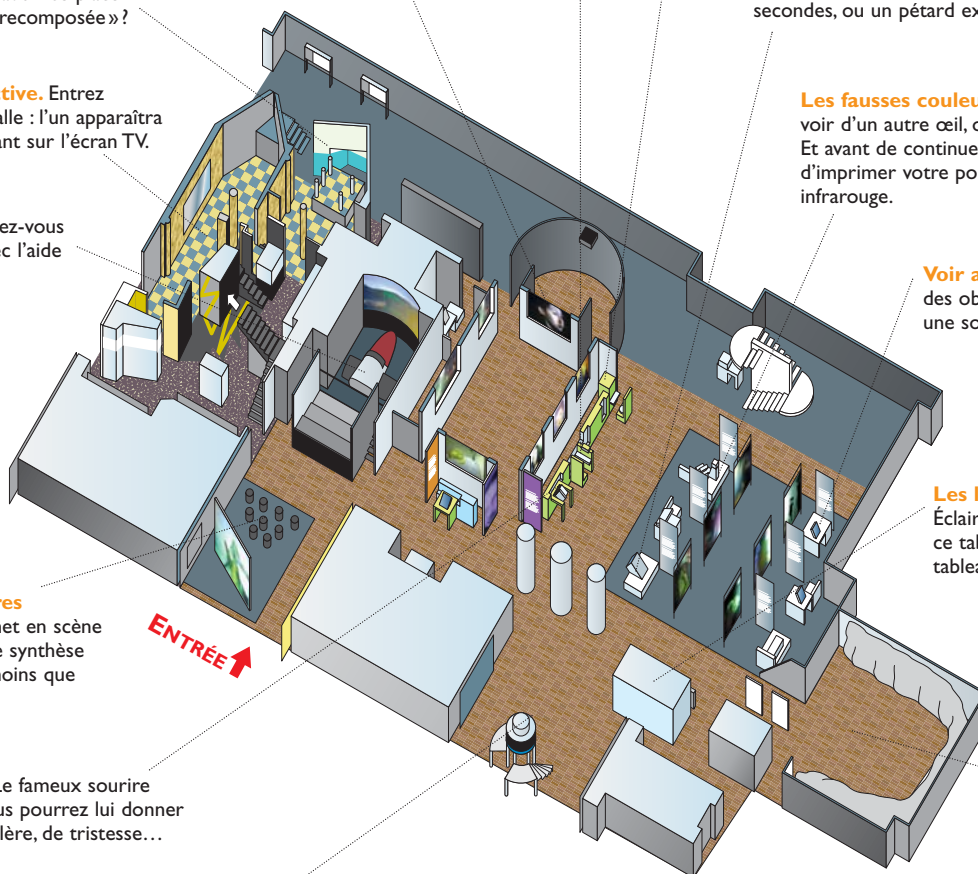 recomposée » ?
secondes, ou un pétard ex
tive. Entrez
alle : l'un apparaîtra
ant sur l'écran TV.
Les fausses couleu
voir d'un autre œil, c
Et avant de continue
d'imprimer votre po
infrarouge.
ez-vous
ec l'aide
Voir a
des ob
une so
Les l
Éclair
ce tal
tablea
res
net en scène
e synthèse
noins que
ENTRÉE
Le fameux sourire
us pourrez lui donner
lère, de tristesse…